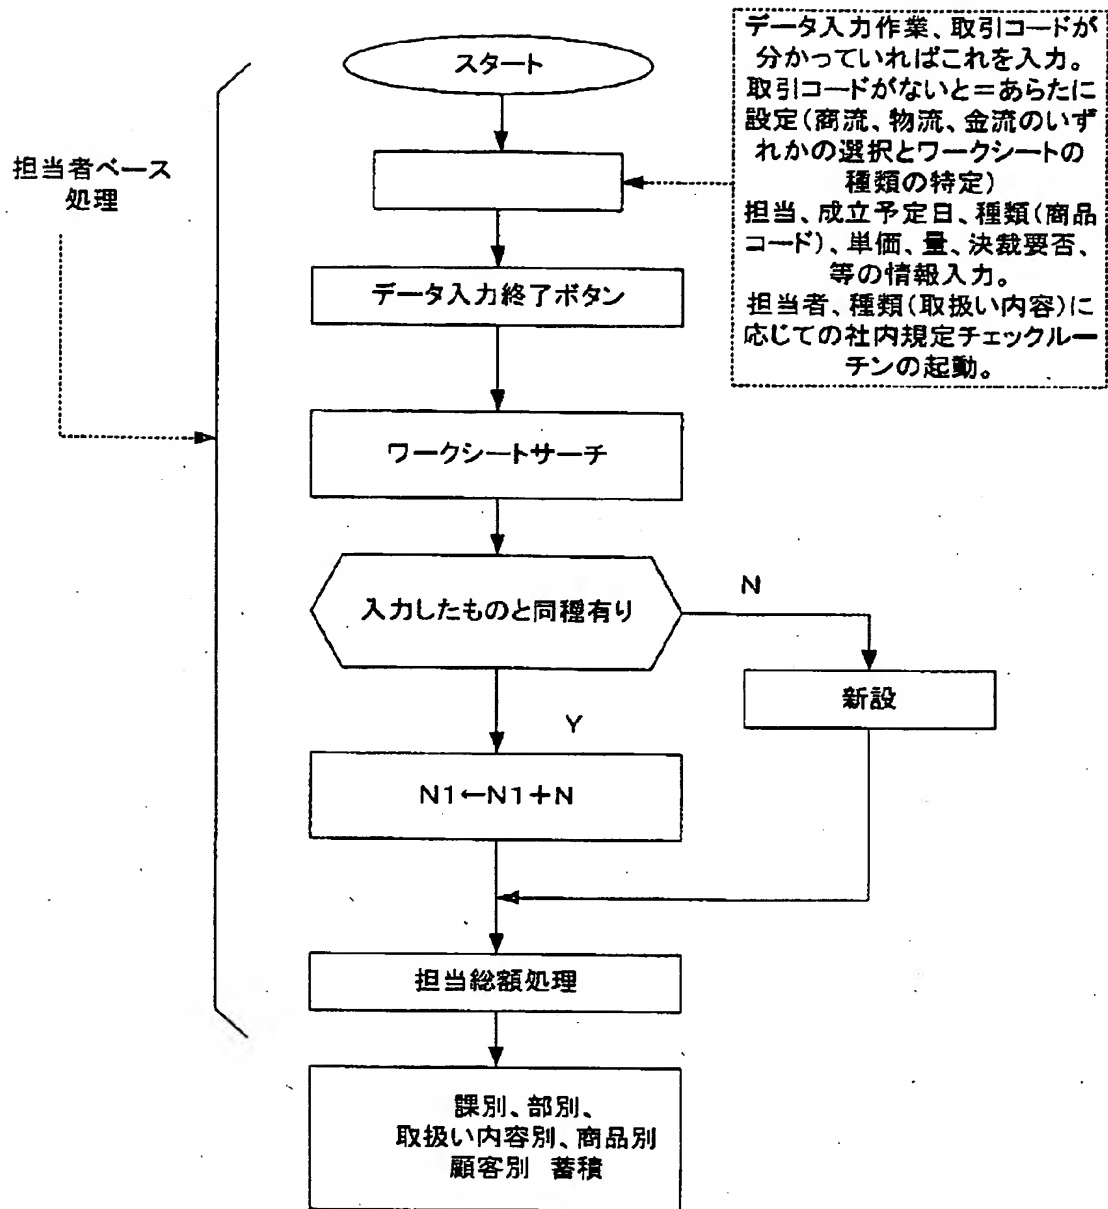 データ入力作業、取引コードが
分かっていればこれを入力。
取引コードがないと＝あらたに
設定（商流、物流、金流のいず
れかの選択とワークシートの
種類の特定）
担当、成立予定日、種類（商品
コード）、単価、量、決裁要否、
等の情報入力。
担当者、種類（取扱い内容）に
応じての社内規定チェックルー
チンの起動。
スタート
担当者ベース
処理
データ入力終了ボタン
ワークシートサーチ
入力したものと同種有り
N
新設
Y
N1←N1＋N
担当総額処理
課別、部別、
取扱い内容別、商品別
顧客別 蓄積